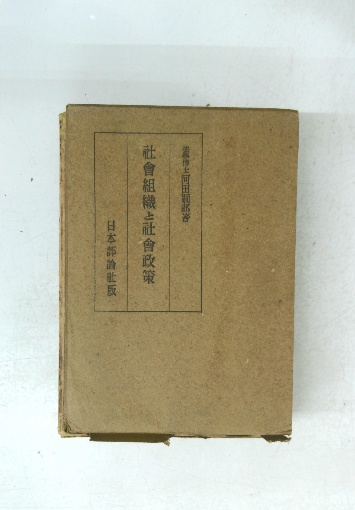 法學博士 河田嗣郎著
社會組織と社會政策
日本評論社版